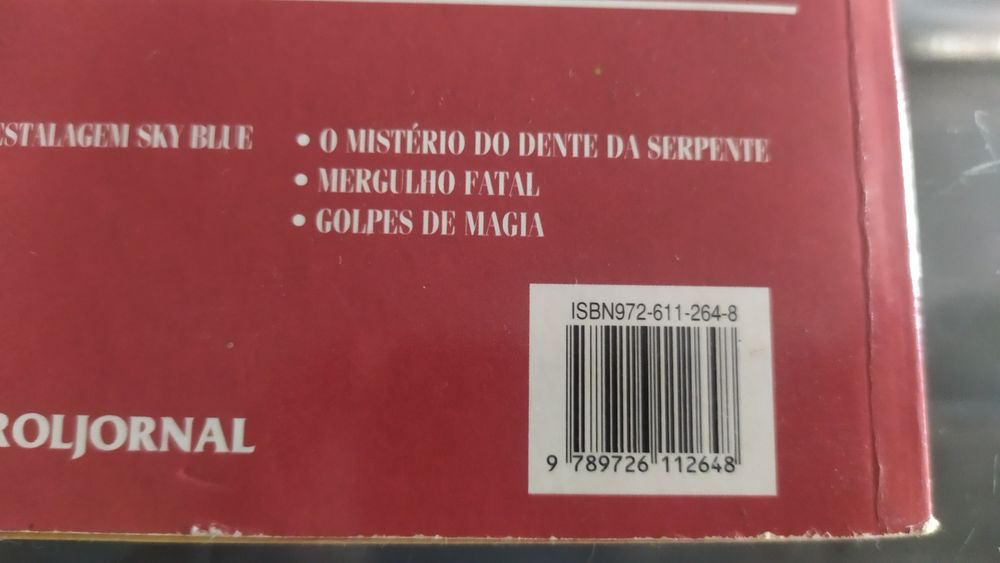 ESTALAGEM SKY BLUE
• O MISTÉRIO DO DENTE DA SERPENTE
• MERGULHO FATAL
• GOLPES DE MAGIA
ISBN972-611-264-8
9 789726 112648
ROLJORNAL